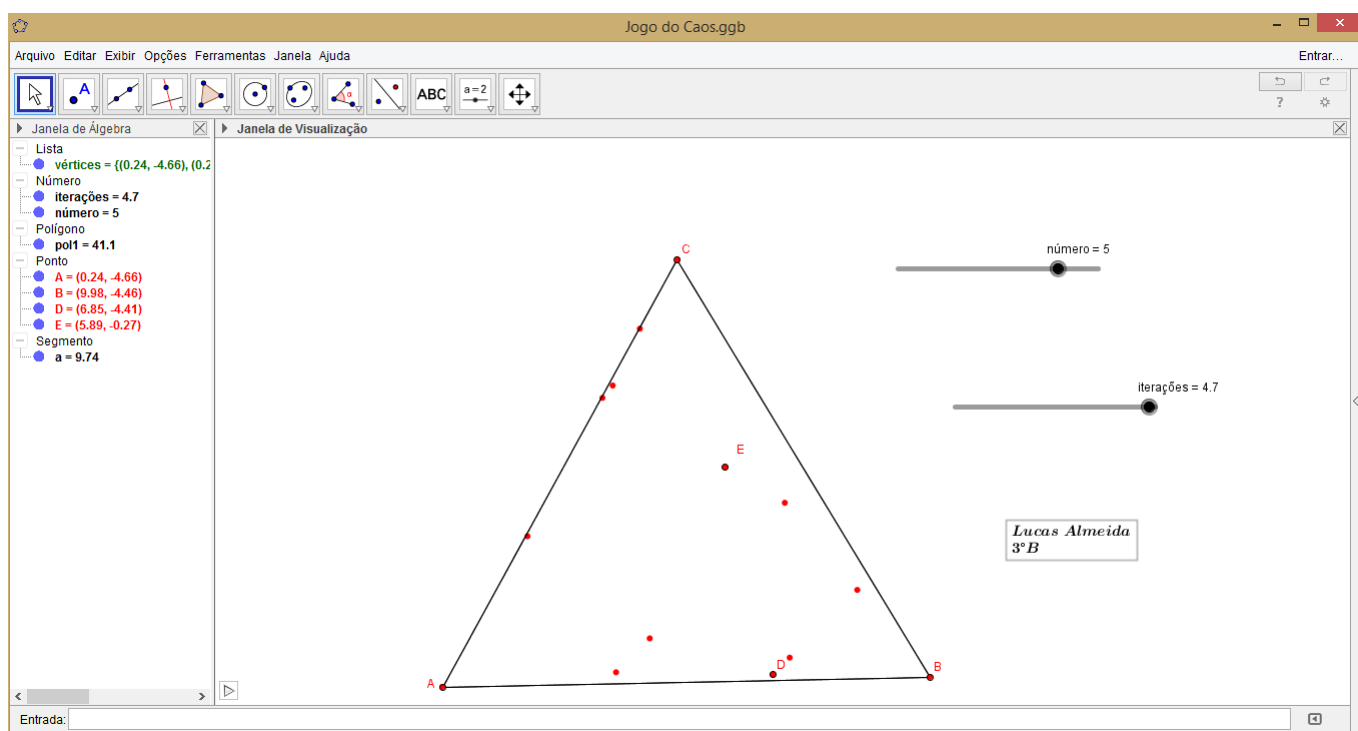 Jogo do Caos.ggb
Arquivo Editar Exibir Opções Ferramentas Janela Ajuda
Entrar...
A
α
ABC
a=2
?
Janela de Álgebra
Janela de Visualização
Lista
vértices = {(0.24, -4.66), (0.2
Número
iterações = 4.7
número = 5
Polígono
pol1 = 41.1
Ponto
A = (0.24, -4.66)
B = (9.98, -4.46)
D = (6.85, -4.41)
E = (5.89, -0.27)
Segmento
a = 9.74
C
número = 5
iterações = 4.7
E
Lucas Almeida
3°B
D
B
A
Entrada: